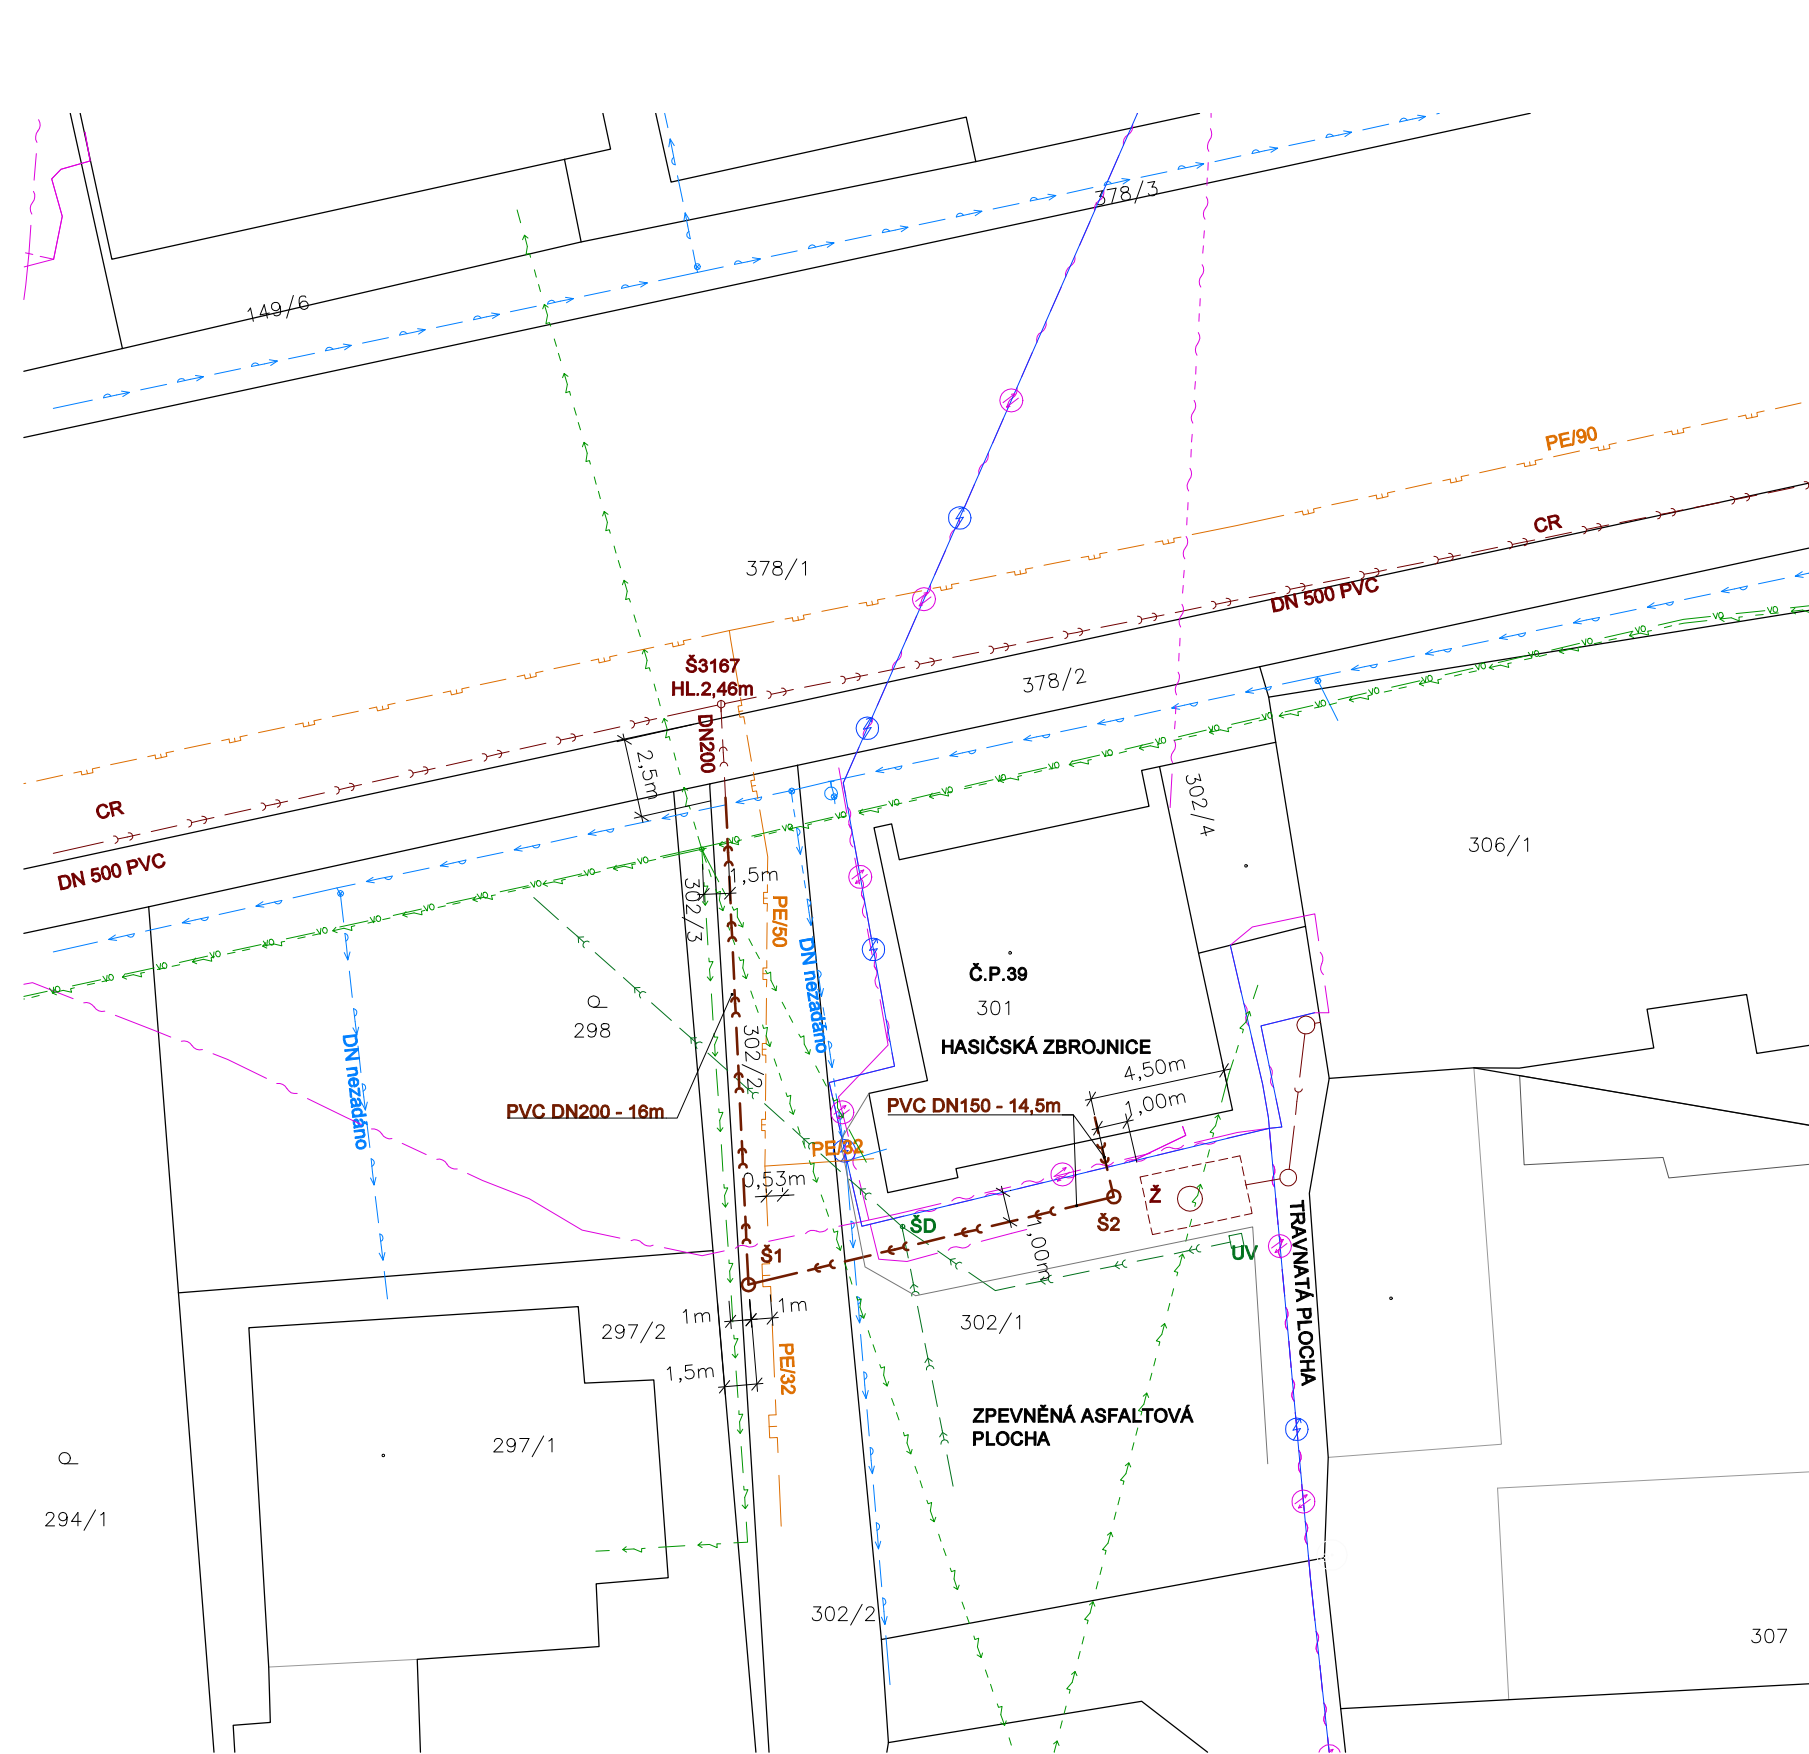 378/3
149/6
PE/90
CR
378/1
DN 500 PVC
Š3167
HL.2,46m
378/2
DN200
2,5m
302/4
CR
DN 500 PVC
306/1
1,5m
302/3
PE/50
DN nezadáno
Č.P.39
301
298
HASIČSKÁ ZBROJNICE
DN nezadáno
302/2
4,50m
PVC DN200 - 16m
PVC DN150 - 14,5m
1,00m
PE/32
0,53m
Ž
Š2
ŠD
Š1
1,00m
UV
TRAVNATÁ PLOCHA
1m
1m
302/1
297/2
PE/32
1,5m
ZPEVNĚNÁ ASFALTOVÁ
PLOCHA
297/1
294/1
302/2
307